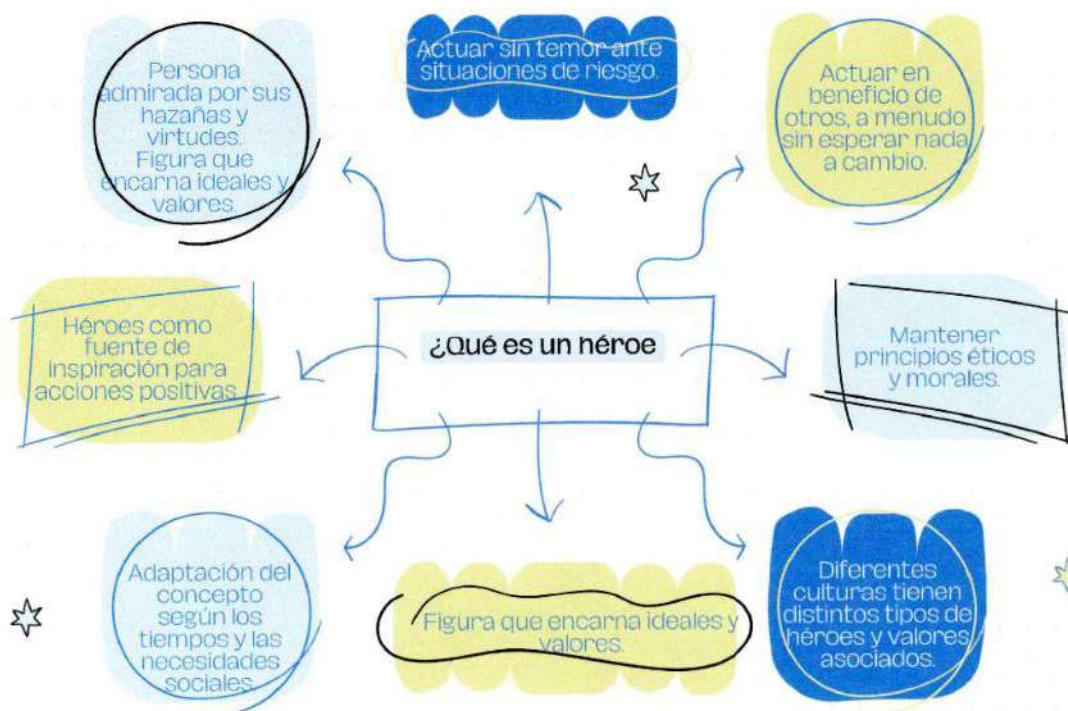 Persona
admirada por sus
hazañas y
virtudes.
Figura que
encarna ideales y
valores.
Actuar sin temor ante
situaciones de riesgo.
Actuar en
beneficio de
otros, a menudo
sin esperar nada
a cambio.
Héroes como
fuente de
inspiración para
acciones positivas.
¿Qué es un héroe
Mantener
principios éticos
y morales.
Adaptación del
concepto
según los
tiempos y las
necesidades
sociales.
Figura que encarna ideales y
valores.
Diferentes
culturas tienen
distintos tipos de
héroes y valores
asociados.